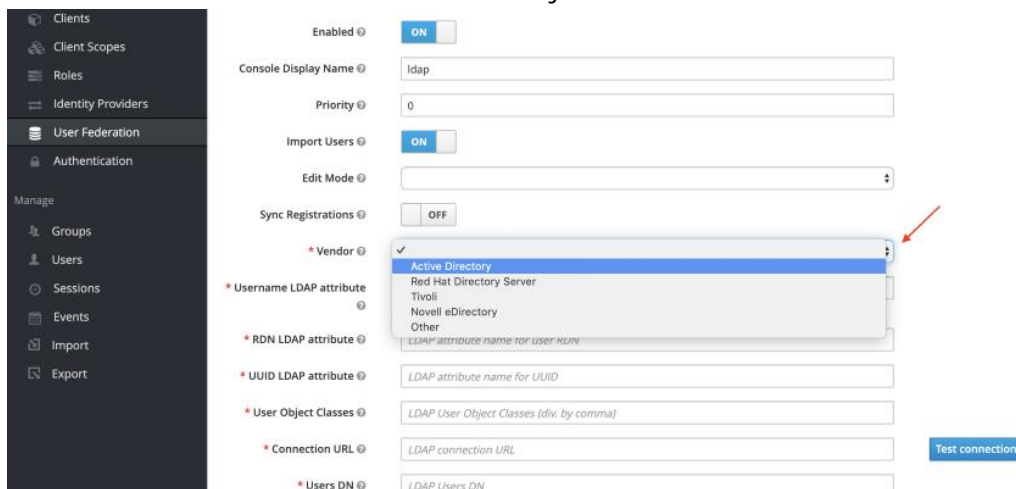 Clients
Client Scopes
Roles
Identity Providers
User Federation
Authentication
Manage
Groups
Users
Sessions
Events
Import
Export
Enabled
ON
Console Display Name
ldap
Priority
0
Import Users
ON
Edit Mode
Sync Registrations
OFF
* Vendor
✓
Active Directory
Red Hat Directory Server
Tivoli
Novell eDirectory
Other
* Username LDAP attribute
* RDN LDAP attribute
LDAP attribute name for user RDN
* UUID LDAP attribute
LDAP attribute name for UUID
* User Object Classes
LDAP User Object Classes (div. by comma)
* Connection URL
LDAP connection URL
Test connection
* Users DN
LDAP Users DN